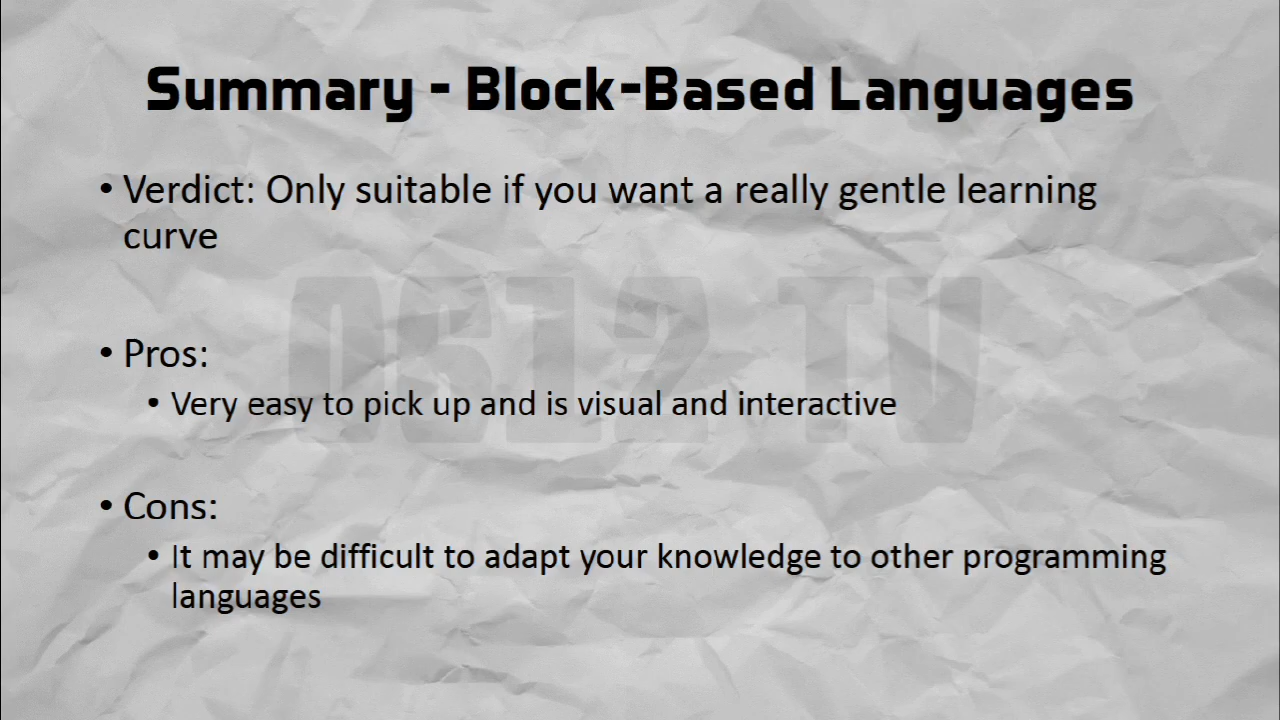 Summary - Block-Based Languages
• Verdict: Only suitable if you want a really gentle learning
curve
0612 TV
• Pros:
• Very easy to pick up and is visual and interactive
• Cons:
• It may be difficult to adapt your knowledge to other programming
languages